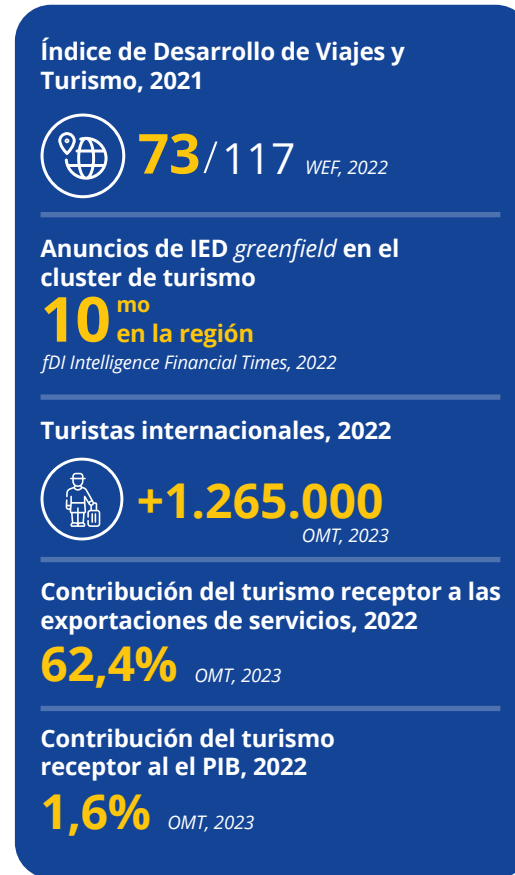 Índice de Desarrollo de Viajes y
Turismo, 2021
73/117 WEF, 2022
Anuncios de IED greenfield en el
cluster de turismo
10 mo
en la región
fDI Intelligence Financial Times, 2022
Turistas internacionales, 2022
+1.265.000
OMT, 2023
Contribución del turismo receptor a las
exportaciones de servicios, 2022
62,4% OMT, 2023
Contribución del turismo
receptor al el PIB, 2022
1,6% OMT, 2023